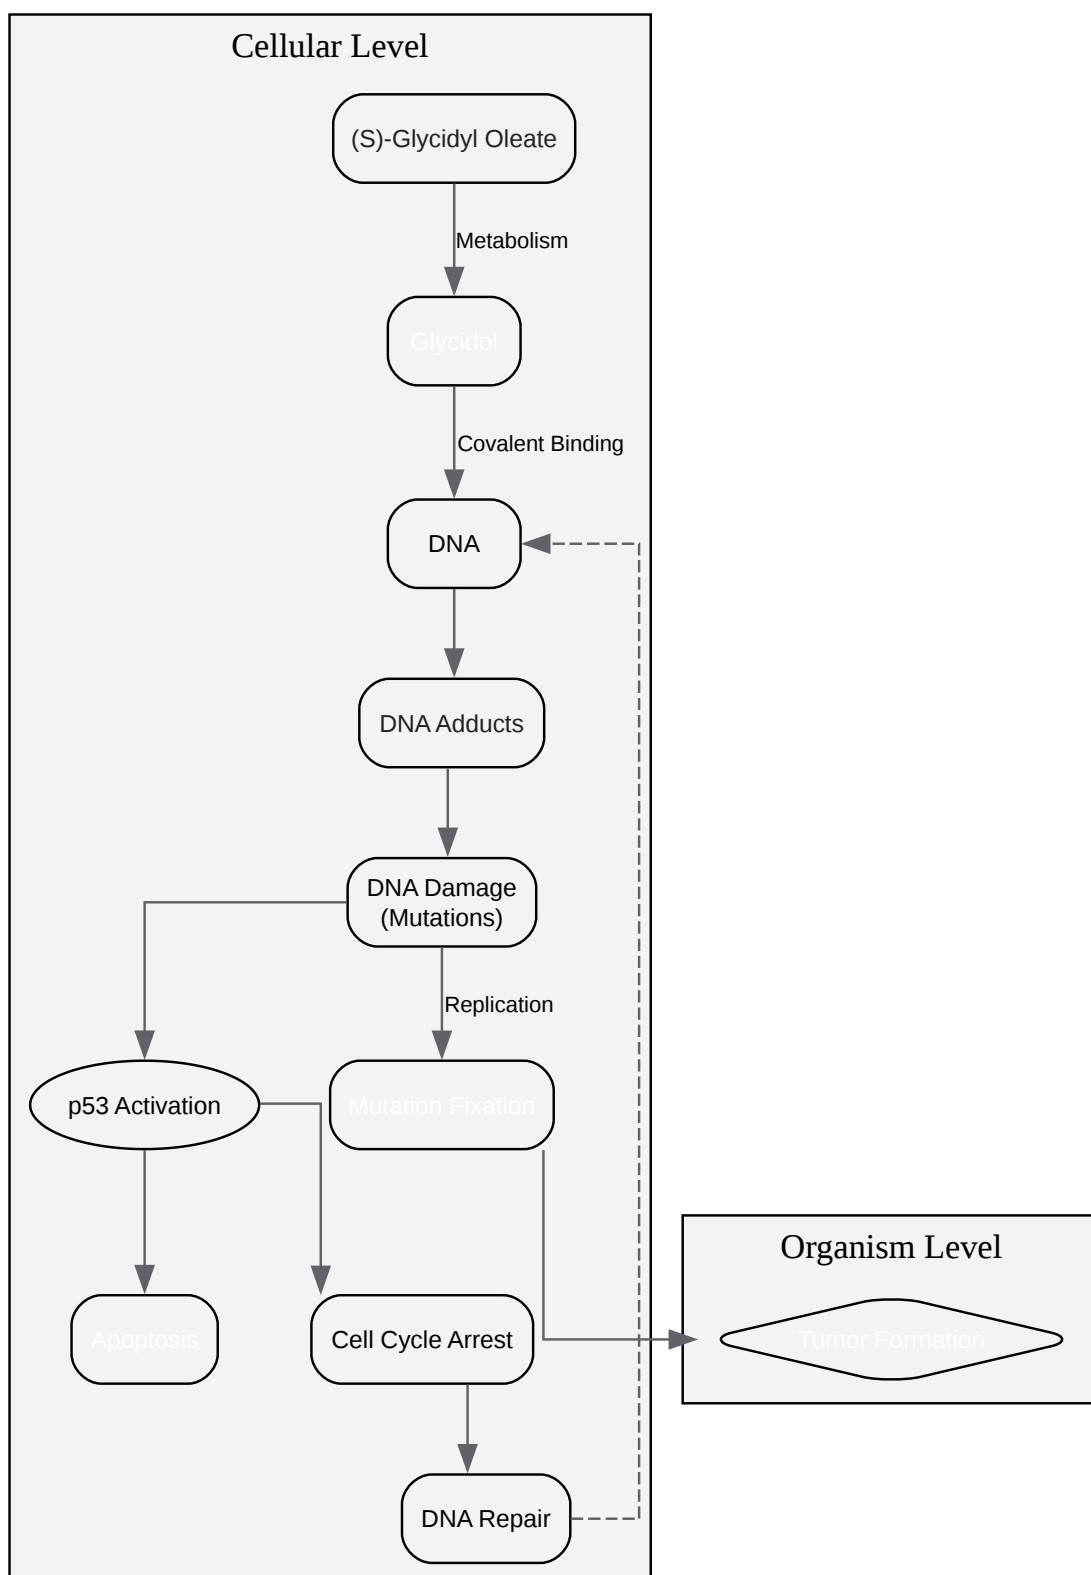 Cellular Level
(S)-Glycidyl Oleate
Metabolism
Glycidol
Covalent Binding
DNA
DNA Adducts
DNA Damage
(Mutations)
Replication
p53 Activation
Mutation Fixation
Organism Level
Apoptosis
Cell Cycle Arrest
Tumor Formation
DNA Repair